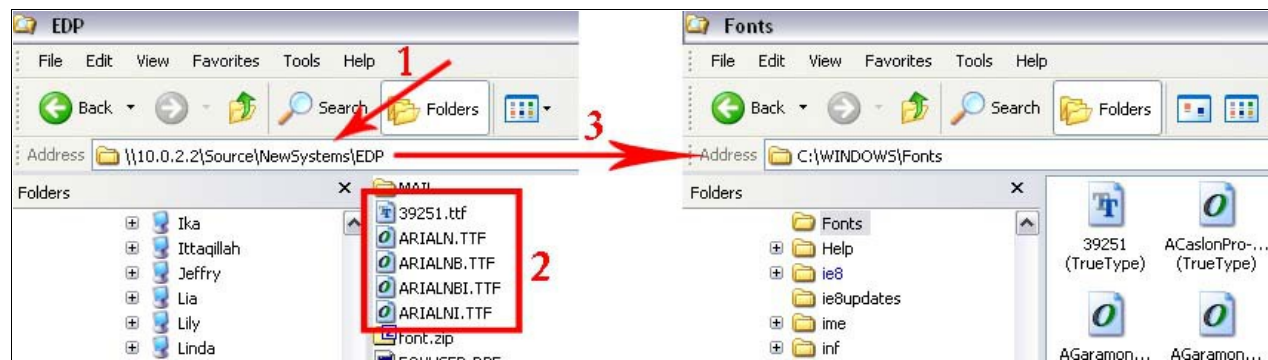 EDP
File Edit View Favorites Tools Help
1
Back Search Folders
Address \\10.0.2.2\Source\NewSystems\EDP
Folders
Ika
Ittaqillah
Jeffry
Lia
Lily
Linda
MAIL
39251.ttf
ARIALN.TTF
ARIALNB.TTF
ARIALNBI.TTF
ARIALNI.TTF
font.zip
2
3
Fonts
File Edit View Favorites Tools Help
Back Search Folders
Address C:\WINDOWS\Fonts
Folders
Fonts
Help
ie8
ie8updates
ime
inf
39251
(TrueType)
ACaslonPro-...
(TrueType)
AGaramon...
AGaramon...